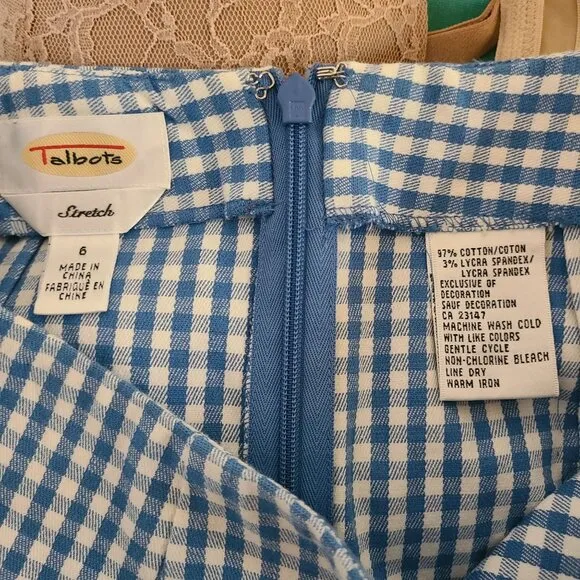 Talbots
Stretch
6
MADE IN
CHINA
FABRIQUÉ EN
CHINE
97% COTTON/COTON
3% LYCRA SPANDEX/
LYCRA SPANDEX
EXCLUSIVE OF
DECORATION
SAUF DECORATION
CA 23147
MACHINE WASH COLD
WITH LIKE COLORS
GENTLE CYCLE
NON-CHLORINE BLEACH
LINE DRY
WARM IRON